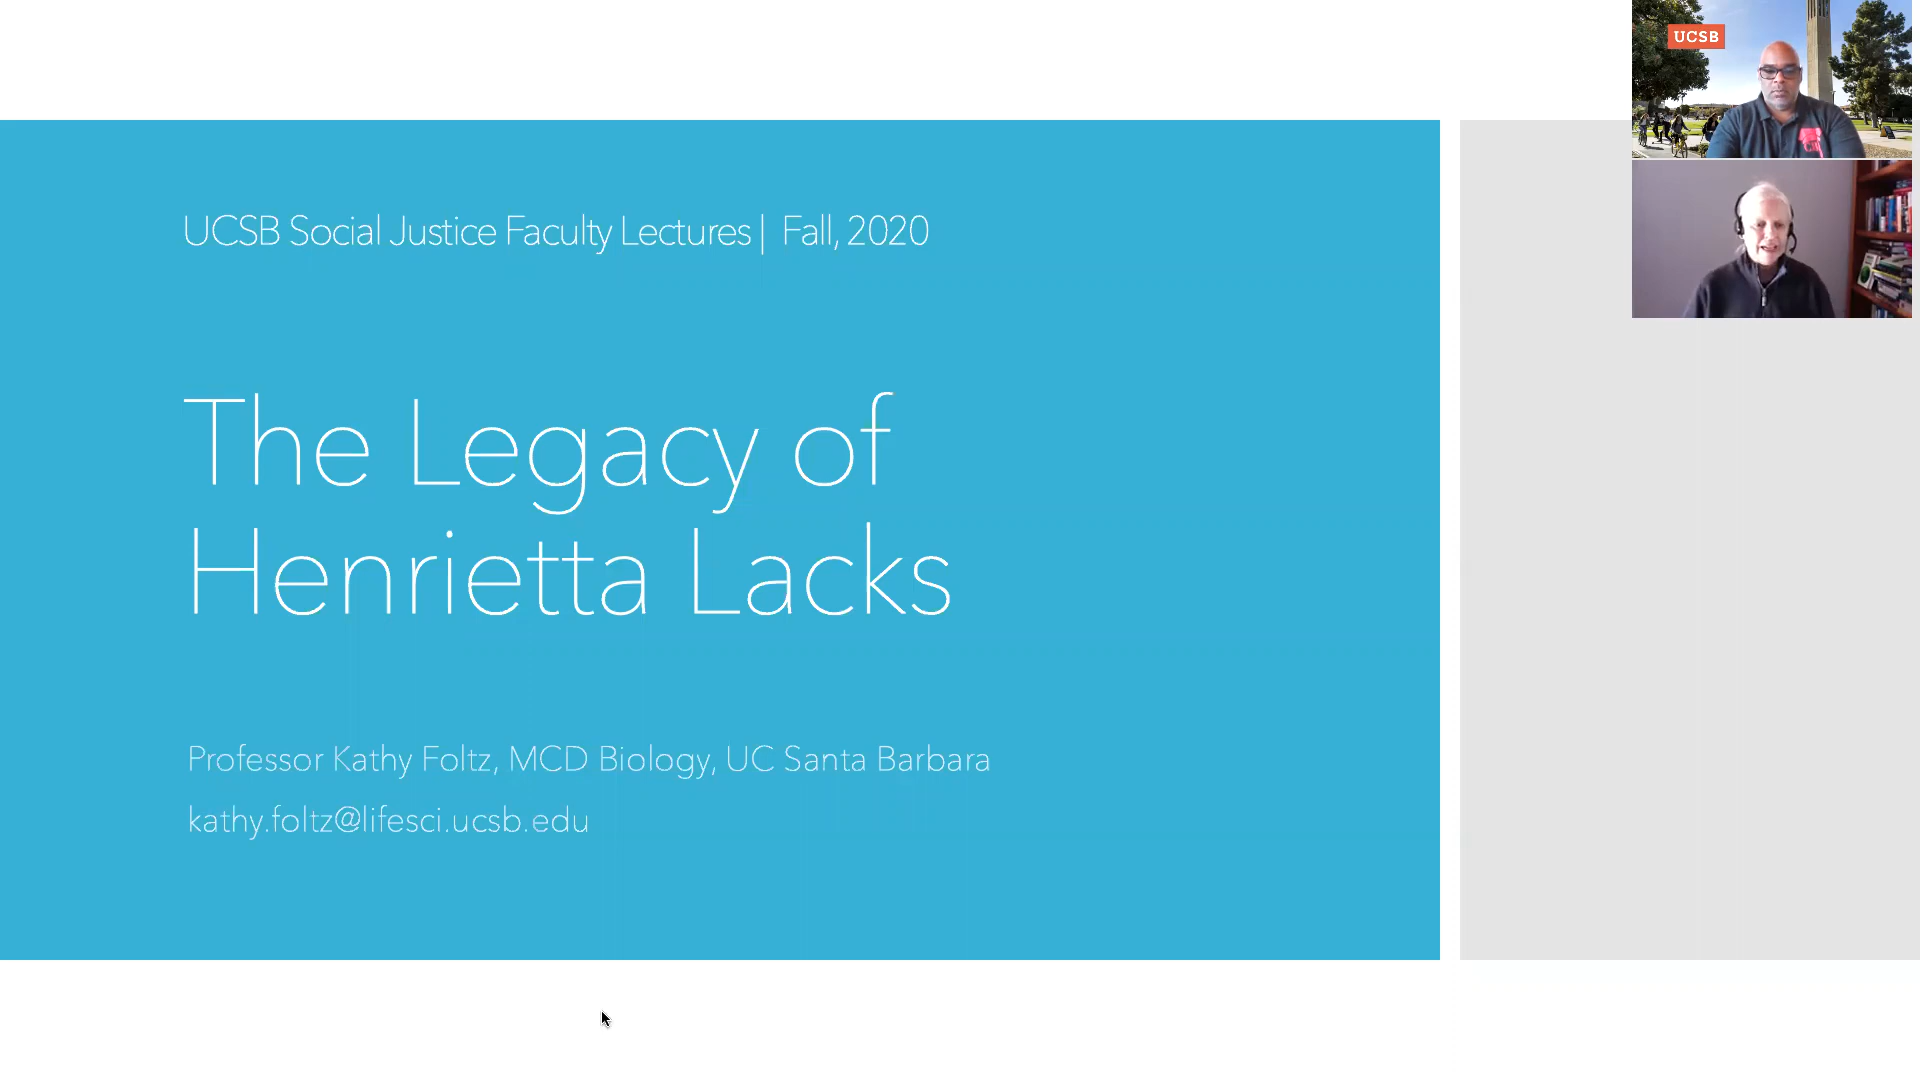 UCSB
UCSB Social Justice Faculty Lectures | Fall, 2020
The Legacy of
Henrietta Lacks
Professor Kathy Foltz, MCD Biology, UC Santa Barbara
kathy.foltz@lifesci.ucsb.edu